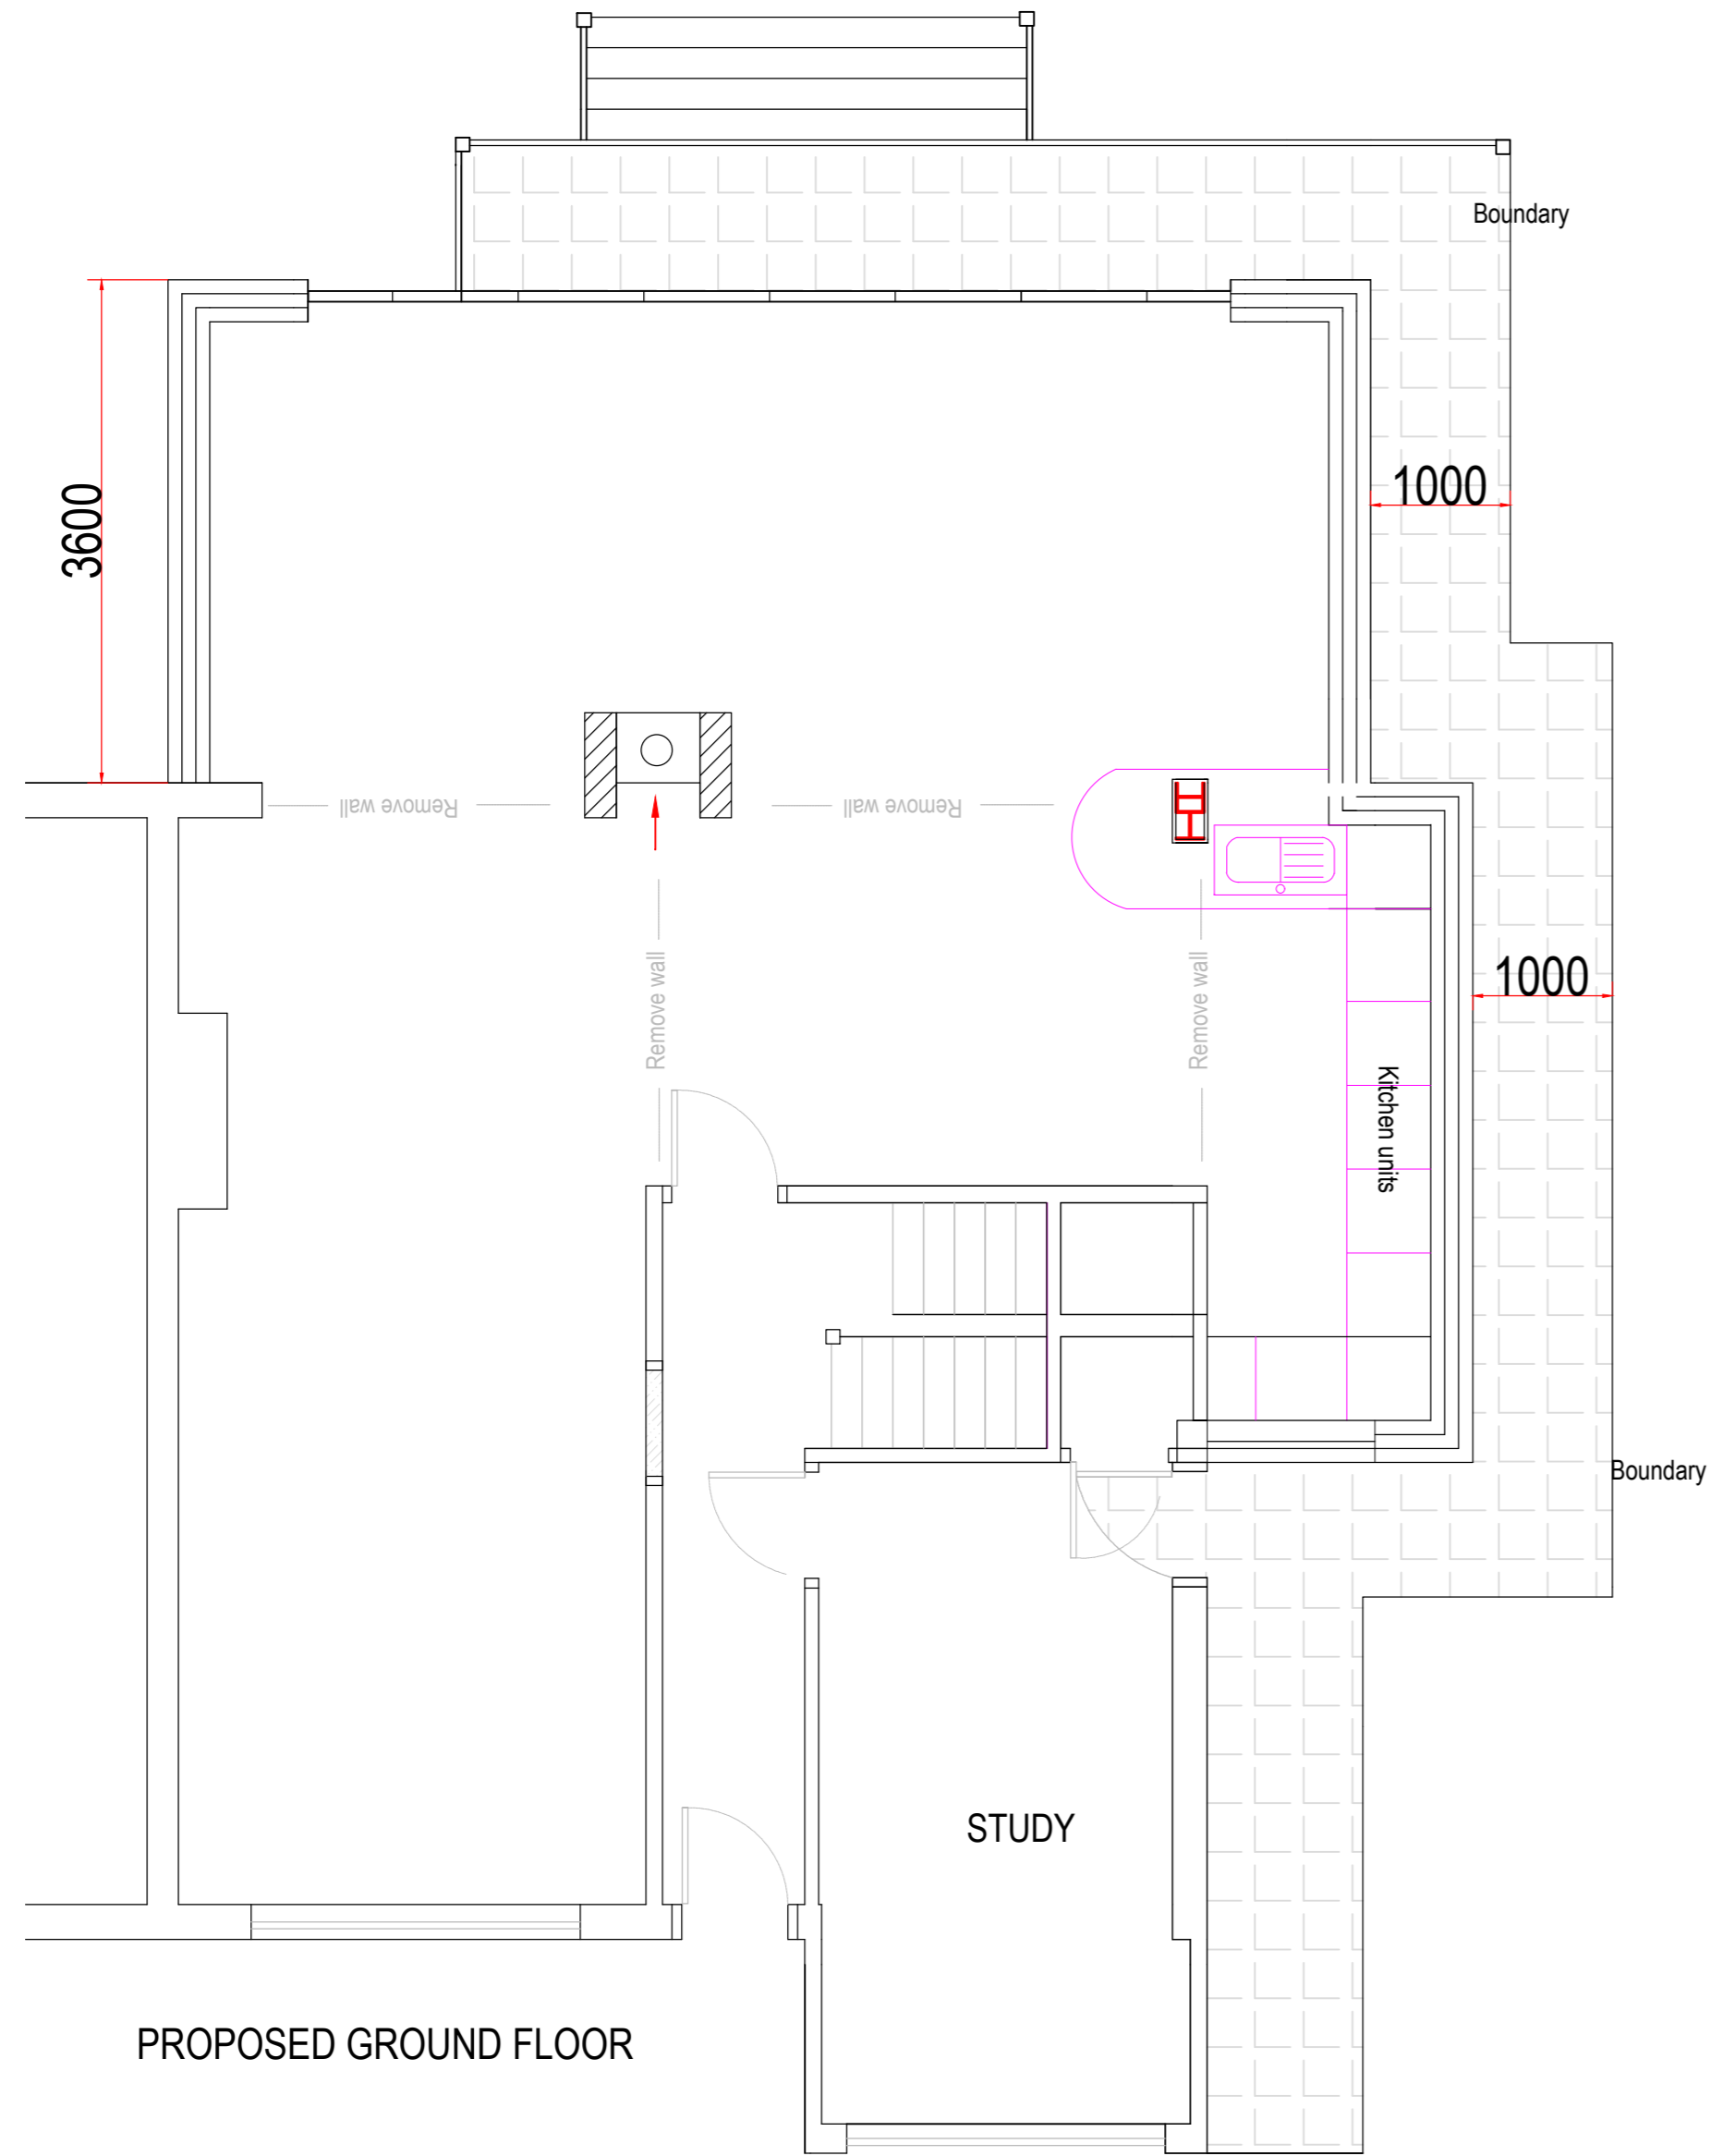 Boundary
1000
3600
Remove wall
Remove wall
Remove wall
Remove wall
1000
Kitchen units
Boundary
STUDY
PROPOSED GROUND FLOOR